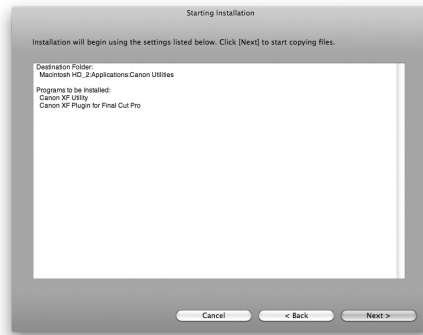 Starting Installation
Installation will begin using the settings listed below. Click [Next] to start copying files.
Destination Folder:
Macintosh HD_2:Applications:Canon Utilities
Programs to be Installed:
Canon XF Utility
Canon XF Plugin for Final Cut Pro
Cancel
< Back
Next >